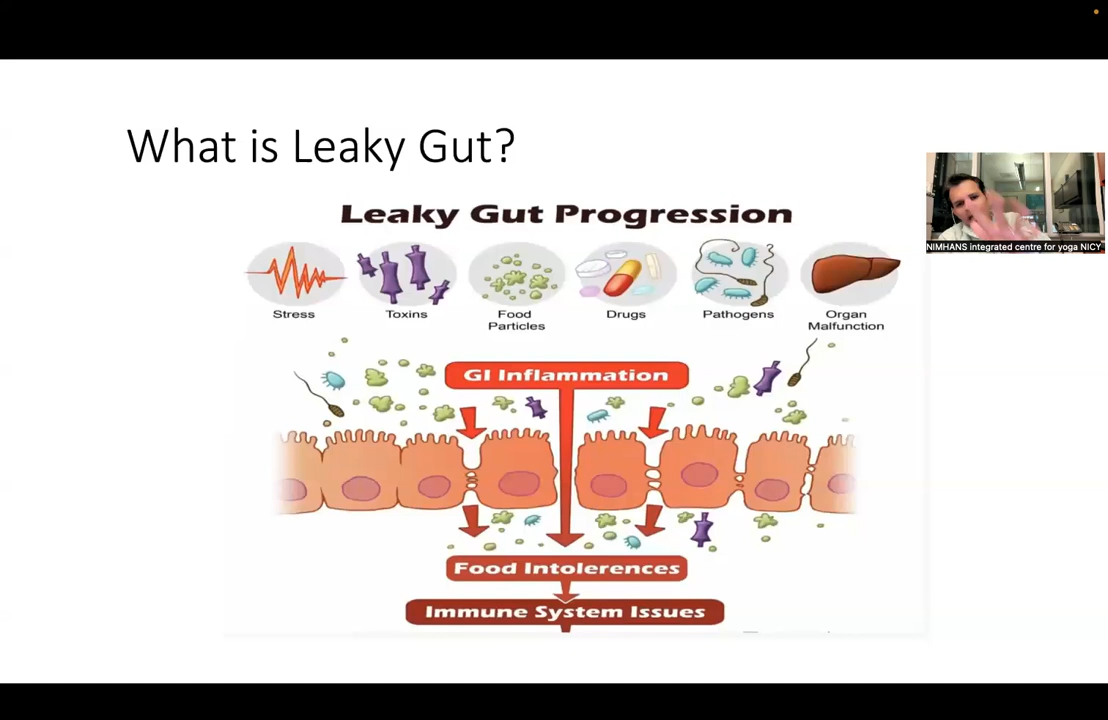 What is Leaky Gut?
Leaky Gut Progression
Stress
Toxins
Food
Particles
Drugs
Pathogens
Organ
Malfunction
NIMHANS integrated centre for yoga NICY
GI Inflammation
Food Intolerences
Immune System Issues